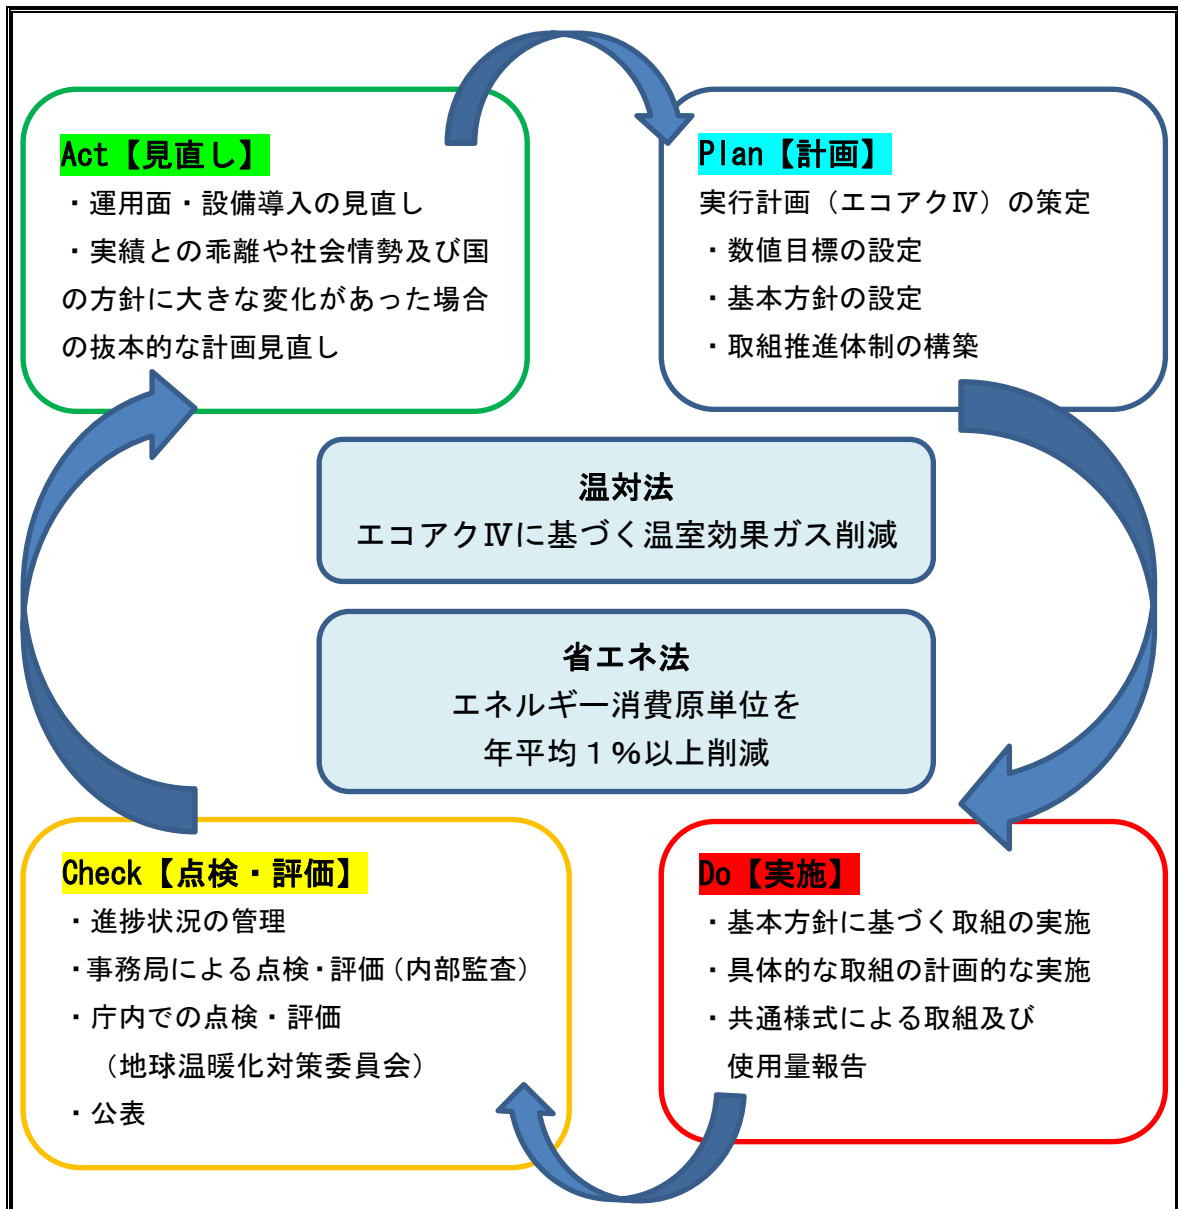 Act【見直し】
・運用面・設備導入の見直し
・実績との乖離や社会情勢及び国
の方針に大きな変化があった場合
の抜本的な計画見直し
Plan【計画】
実行計画（エコアクⅣ）の策定
・数値目標の設定
・基本方針の設定
・取組推進体制の構築
温対法
エコアクⅣに基づく温室効果ガス削減
省エネ法
エネルギー消費原単位を
年平均１％以上削減
Check【点検・評価】
・進捗状況の管理
・事務局による点検・評価（内部監査）
・庁内での点検・評価
（地球温暖化対策委員会）
・公表
Do【実施】
・基本方針に基づく取組の実施
・具体的な取組の計画的な実施
・共通様式による取組及び
使用量報告